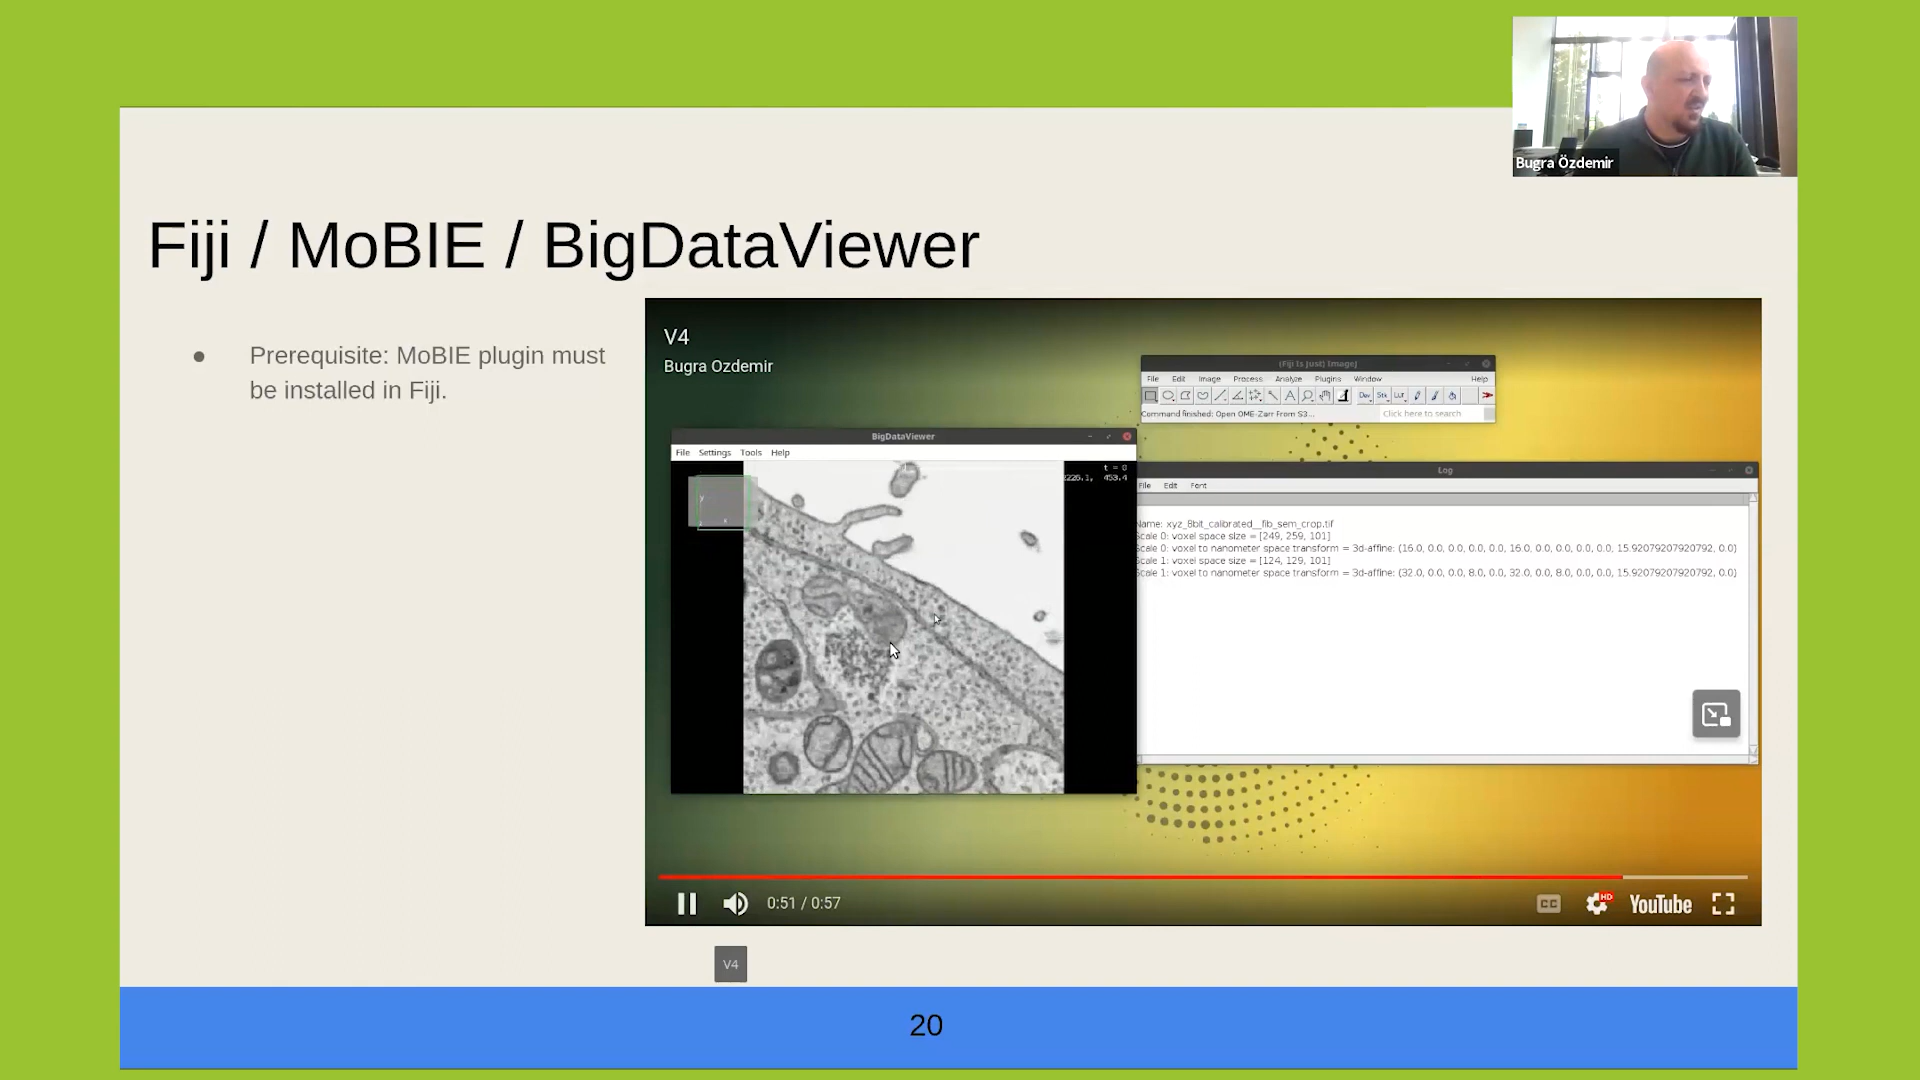 Bugra Özdemir
Fiji / MoBIE / BigDataViewer
● Prerequisite: MoBIE plugin must
be installed in Fiji.
V4
Bugra Ozdemir
(Fiji Is Just) ImageJ
File Edit Image Process Analyze Plugins Window Help
Dev Stk LUT
Command finished: Open OME-Zarr From S3...
Click here to search
BigDataViewer
File Settings Tools Help
t = 0
453.4
y
x
Log
File Edit Font
Name: xyz_8bit_calibrated__fib_sem_crop.tif
Scale 0: voxel space size = [249, 259, 101]
Scale 0: voxel to nanometer space transform = 3d-affine: (16.0, 0.0, 0.0, 0.0, 0.0, 16.0, 0.0, 0.0, 0.0, 0.0, 15.92079207920792, 0.0)
Scale 1: voxel space size = [124, 129, 101]
Scale 1: voxel to nanometer space transform = 3d-affine: (32.0, 0.0, 0.0, 8.0, 0.0, 32.0, 0.0, 8.0, 0.0, 0.0, 15.92079207920792, 0.0)
0:51 / 0:57
CC
HD
YouTube
V4
20